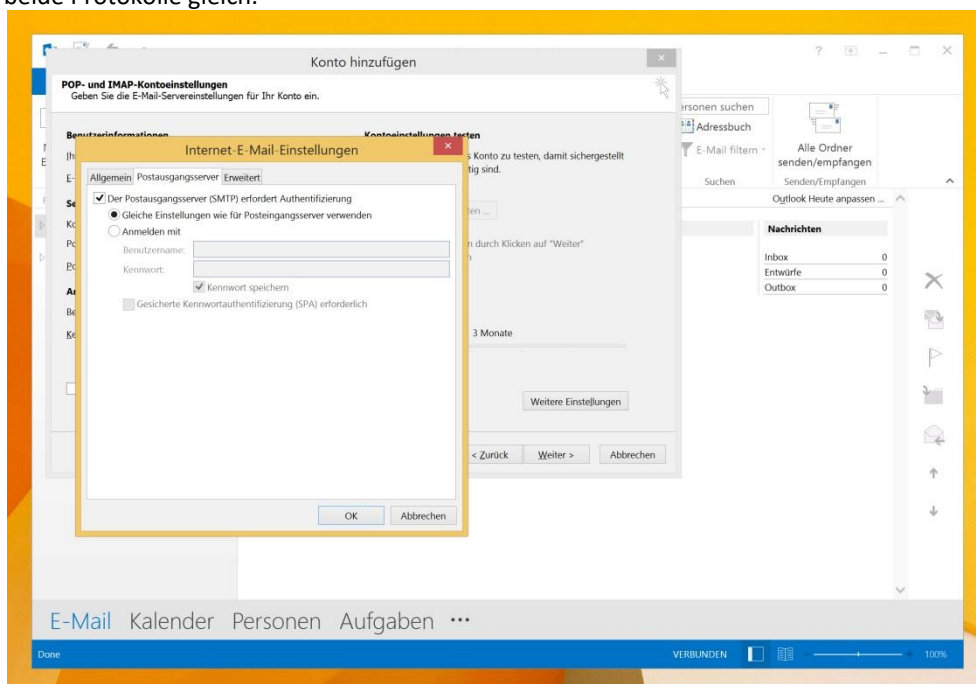 beide Protokolle gleich.
Konto hinzufügen
POP- und IMAP-Kontoeinstellungen
Geben Sie die E-Mail-Servereinstellungen für Ihr Konto ein.
Benutzerinformationen
Kontoeinstellungen testen
s Konto zu testen, damit sichergestellt
tig sind.
n durch Klicken auf "Weiter"
3 Monate
Weitere Einstellungen
< Zurück Weiter > Abbrechen
Internet-E-Mail-Einstellungen
Allgemein Postausgangsserver Erweitert
Der Postausgangsserver (SMTP) erfordert Authentifizierung
Gleiche Einstellungen wie für Posteingangsserver verwenden
Anmelden mit
Benutzername:
Kennwort:
Kennwort speichern
Gesicherte Kennwortauthentifizierung (SPA) erforderlich
OK Abbrechen
ersonen suchen
Adressbuch
E-Mail filtern
Suchen
Alle Ordner
senden/empfangen
Senden/Empfangen
Outlook Heute anpassen ...
Nachrichten
Inbox 0
Entwürfe 0
Outbox 0
E-Mail Kalender Personen Aufgaben ...
Done
VERBUNDEN
100%